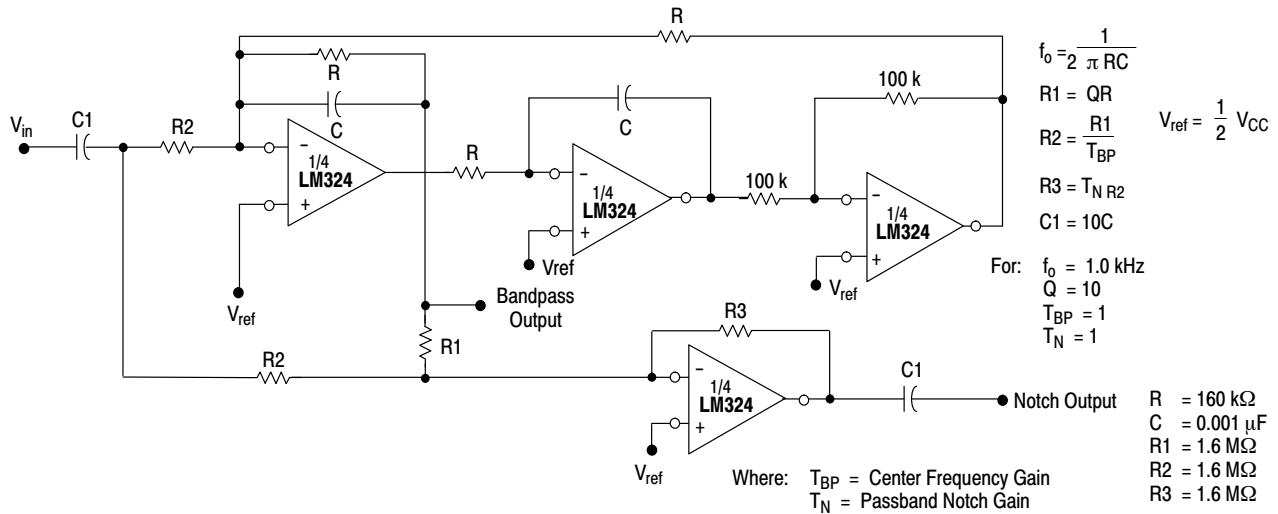 R
R
C
C1
V_in
R2
−
+
1/4
LM324
V_ref
R
C
−
+
1/4
LM324
Vref
100 k
100 k
−
+
1/4
LM324
V_ref
Bandpass
Output
R1
R2
R3
−
+
1/4
LM324
V_ref
C1
Notch Output
f_o = 1 / 2 π RC
R1 = QR
R2 = R1 / T_BP
R3 = T_N R2
C1 = 10C
V_ref = 1/2 V_CC
For: f_o = 1.0 kHz
Q = 10
T_BP = 1
T_N = 1
R = 160 kΩ
C = 0.001 μF
R1 = 1.6 MΩ
R2 = 1.6 MΩ
R3 = 1.6 MΩ
Where: T_BP = Center Frequency Gain
T_N = Passband Notch Gain